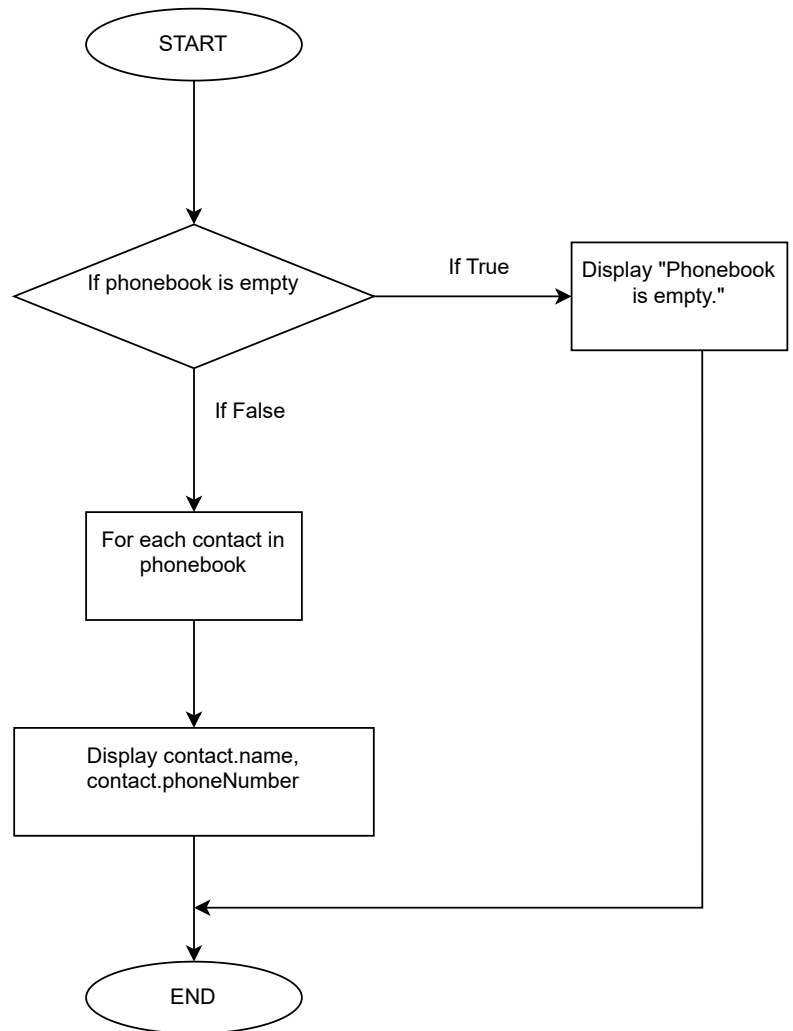 START
If phonebook is empty
If True
Display "Phonebook
is empty."
If False
For each contact in
phonebook
Display contact.name,
contact.phoneNumber
END